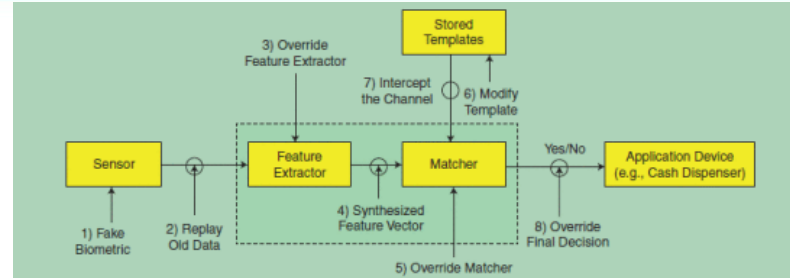 Stored
Templates
3) Override
Feature Extractor
7) Intercept
the Channel
6) Modify
Template
Sensor
Feature
Extractor
Matcher
Yes/No
Application Device
(e.g., Cash Dispenser)
1) Fake
Biometric
2) Replay
Old Data
4) Synthesized
Feature Vector
8) Override
Final Decision
5) Override Matcher